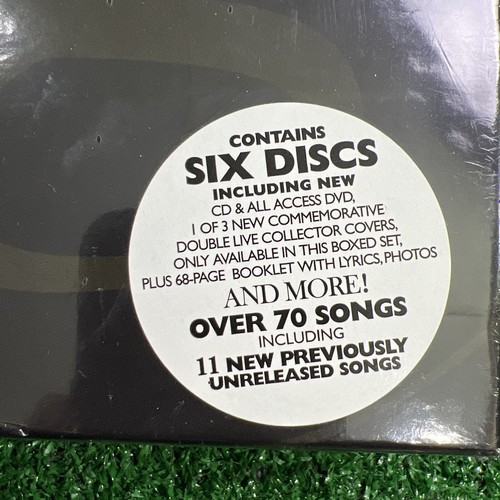 CONTAINS
SIX DISCS
INCLUDING NEW
CD & ALL ACCESS DVD,
1 OF 3 NEW COMMEMORATIVE
DOUBLE LIVE COLLECTOR COVERS,
ONLY AVAILABLE IN THIS BOXED SET,
PLUS 68-PAGE BOOKLET WITH LYRICS, PHOTOS
AND MORE!
OVER 70 SONGS
INCLUDING
11 NEW PREVIOUSLY
UNRELEASED SONGS